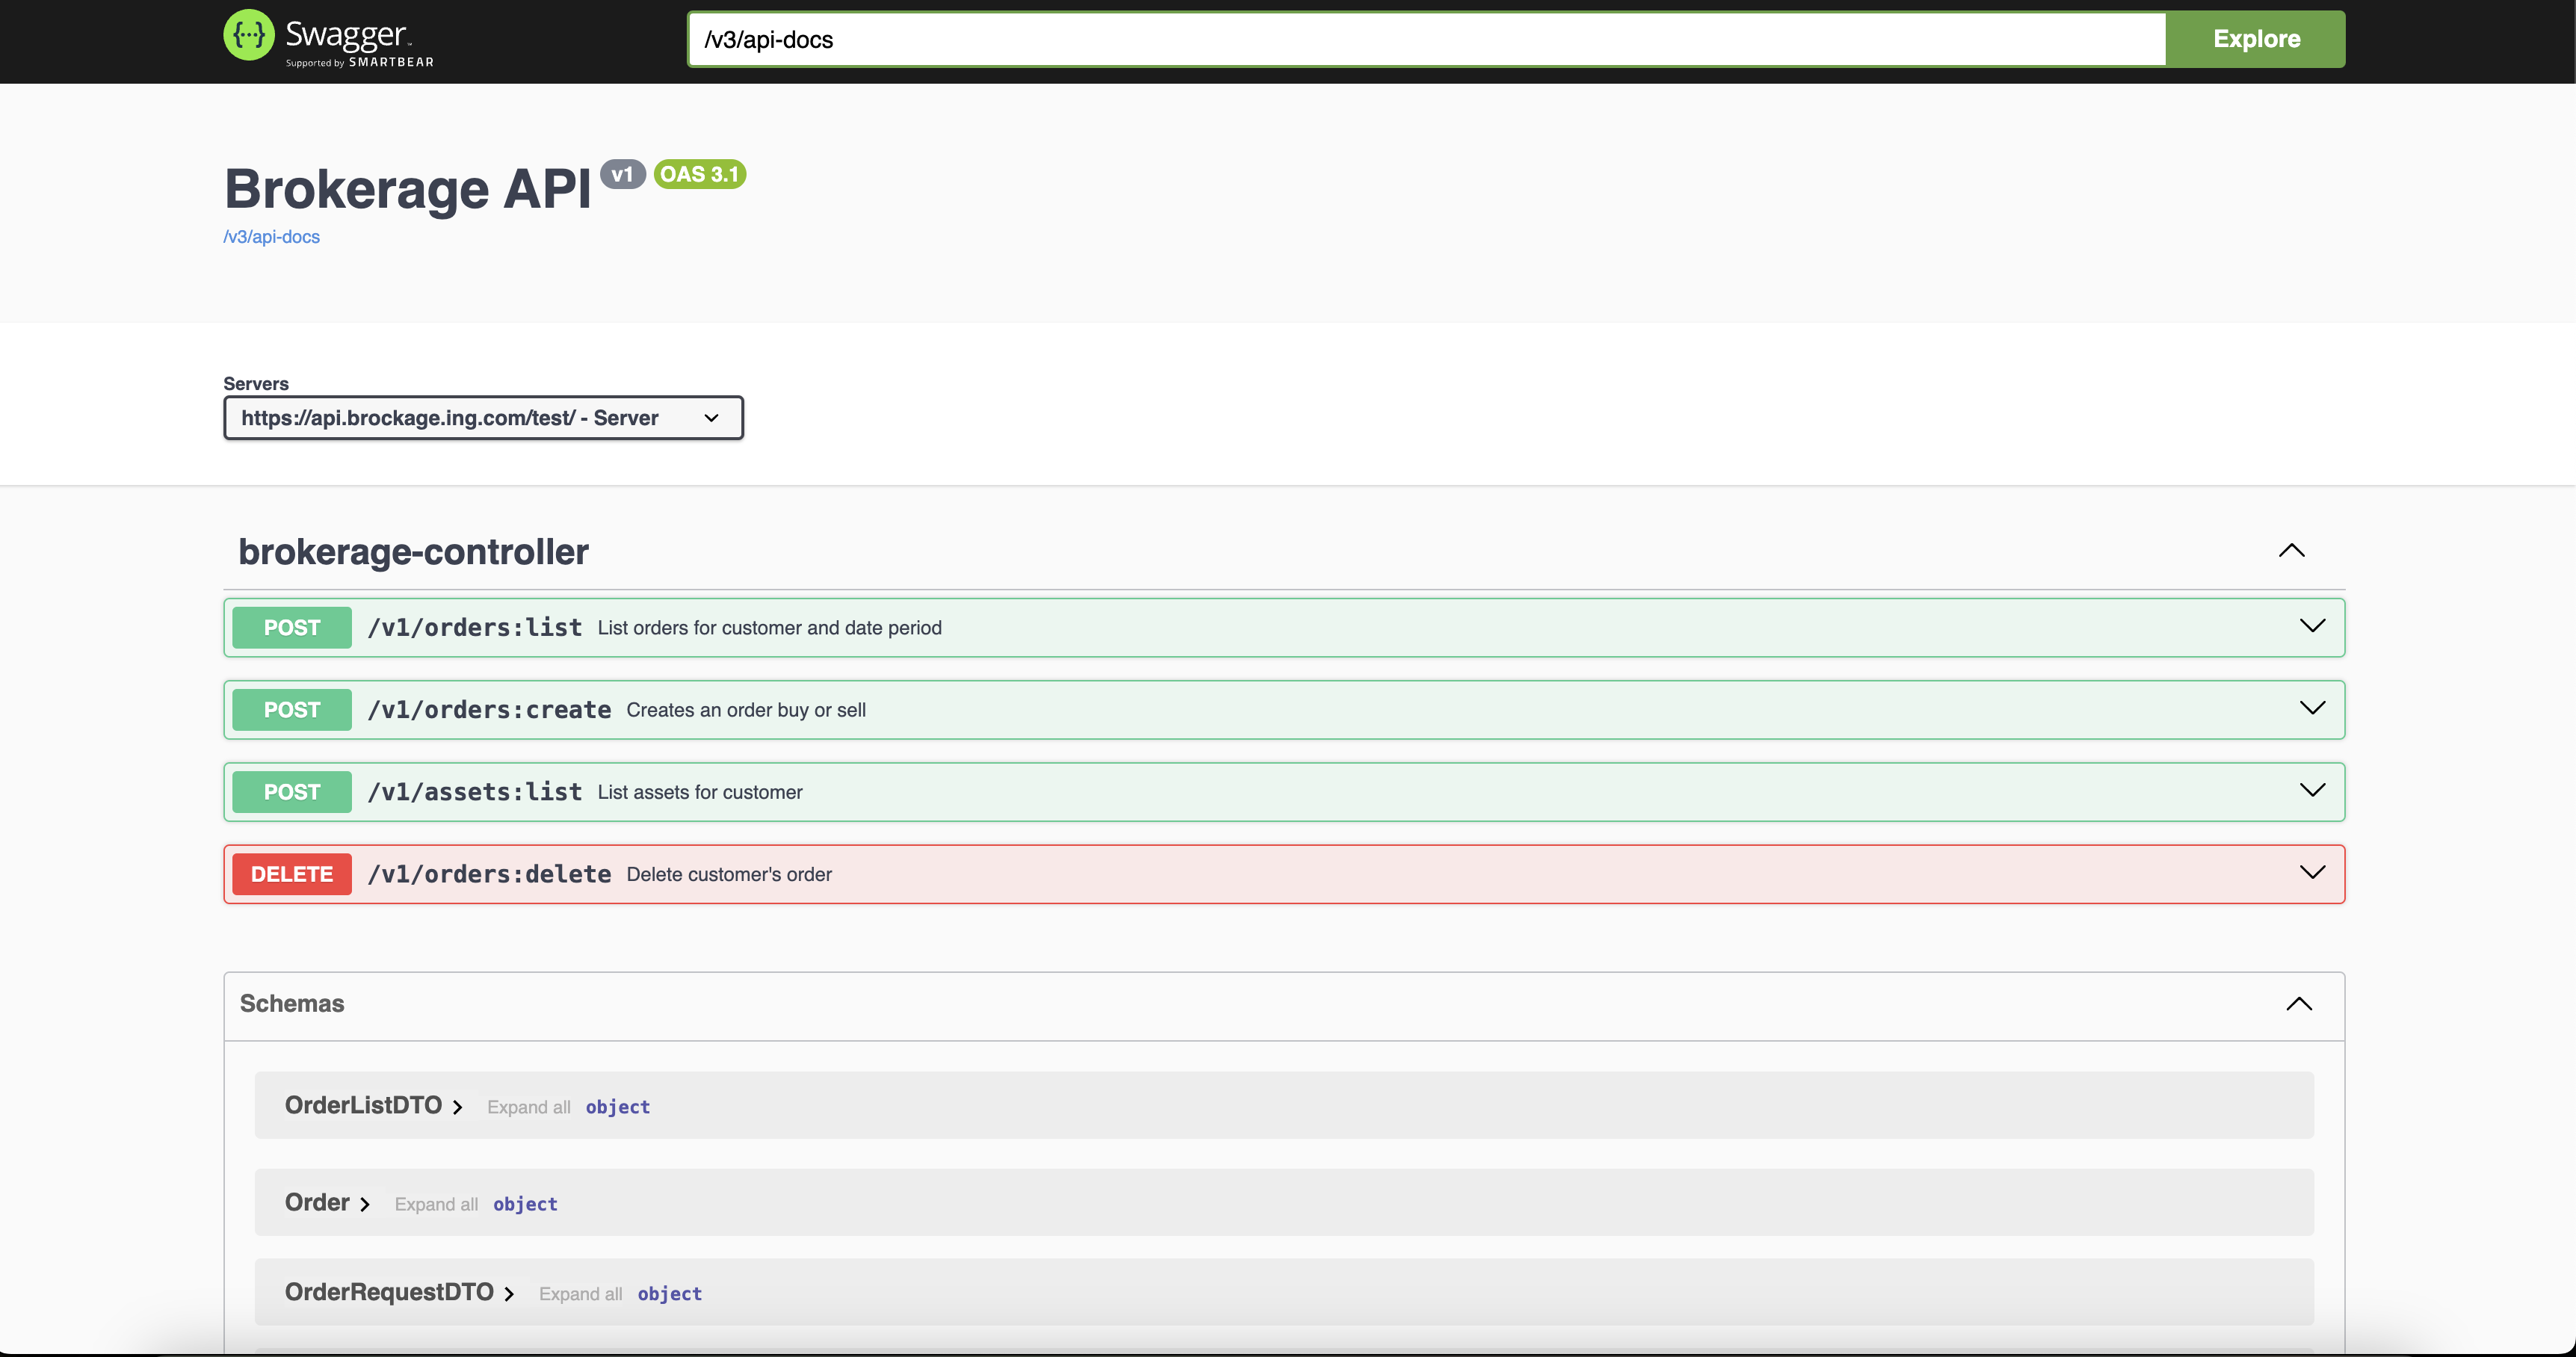 {···} Swagger™
Supported by SMARTBEAR
/v3/api-docs
Explore
Brokerage API v1 OAS 3.1
/v3/api-docs
Servers
https://api.brockage.ing.com/test/ - Server
brokerage-controller
POST /v1/orders:list List orders for customer and date period
POST /v1/orders:create Creates an order buy or sell
POST /v1/assets:list List assets for customer
DELETE /v1/orders:delete Delete customer's order
Schemas
OrderListDTO Expand all object
Order Expand all object
OrderRequestDTO Expand all object